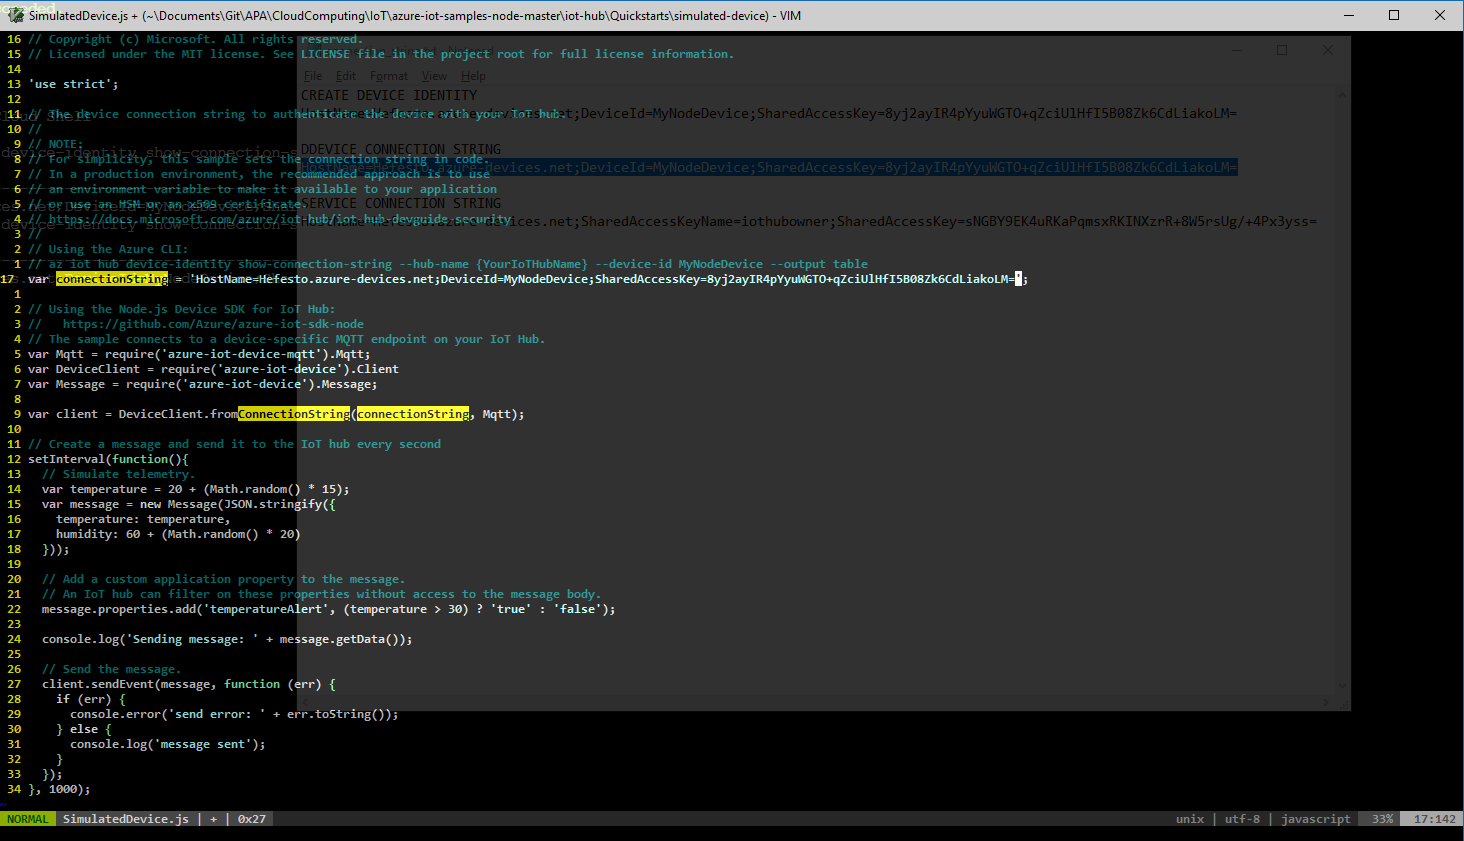 SimulatedDevice.js + (~\Documents\Git\APA\CloudComputing\IoT\azure-iot-samples-node-master\iot-hub\Quickstarts\simulated-device) - VIM
16 // Copyright (c) Microsoft. All rights reserved.
15 // Licensed under the MIT license. See LICENSE file in the project root for full license information.
14
13 'use strict';
12
11 // The device connection string to authenticate the device with your IoT hub.
10 //
9 // NOTE:
8 // For simplicity, this sample sets the connection string in code.
7 // In a production environment, the recommended approach is to use
6 // an environment variable to make it available to your application
5 // or use an HSM or an x509 certificate.
4 // https://docs.microsoft.com/azure/iot-hub/iot-hub-devguide-security
3 //
2 // Using the Azure CLI:
1 // az iot hub device-identity show-connection-string --hub-name {YourIoTHubName} --device-id MyNodeDevice --output table
17 var connectionString = 'HostName=Hefesto.azure-devices.net;DeviceId=MyNodeDevice;SharedAccessKey=8yj2ayIR4pYyuWGTO+qZciUlHfI5B08Zk6CdLiakoLM=';
1
2 // Using the Node.js Device SDK for IoT Hub:
3 //   https://github.com/Azure/azure-iot-sdk-node
4 // The sample connects to a device-specific MQTT endpoint on your IoT Hub.
5 var Mqtt = require('azure-iot-device-mqtt').Mqtt;
6 var DeviceClient = require('azure-iot-device').Client
7 var Message = require('azure-iot-device').Message;
8
9 var client = DeviceClient.fromConnectionString(connectionString, Mqtt);
10
11 // Create a message and send it to the IoT hub every second
12 setInterval(function(){
13   // Simulate telemetry.
14   var temperature = 20 + (Math.random() * 15);
15   var message = new Message(JSON.stringify({
16     temperature: temperature,
17     humidity: 60 + (Math.random() * 20)
18   }));
19
20   // Add a custom application property to the message.
21   // An IoT hub can filter on these properties without access to the message body.
22   message.properties.add('temperatureAlert', (temperature > 30) ? 'true' : 'false');
23
24   console.log('Sending message: ' + message.getData());
25
26   // Send the message.
27   client.sendEvent(message, function (err) {
28     if (err) {
29       console.error('send error: ' + err.toString());
30     } else {
31       console.log('message sent');
32     }
33   });
34 }, 1000);
~
NORMAL SimulatedDevice.js | + | 0x27 unix | utf-8 | javascript 33% 17:142
File Edit Format View Help
CREATE DEVICE IDENTITY
HostName=Hefesto.azure-devices.net;DeviceId=MyNodeDevice;SharedAccessKey=8yj2ayIR4pYyuWGTO+qZciUlHfI5B08Zk6CdLiakoLM=
DDEVICE CONNECTION STRING
HostName=Hefesto.azure-devices.net;DeviceId=MyNodeDevice;SharedAccessKey=8yj2ayIR4pYyuWGTO+qZciUlHfI5B08Zk6CdLiakoLM=
SERVICE CONNECTION STRING
HostName=Hefesto.azure-devices.net;SharedAccessKeyName=iothubowner;SharedAccessKey=sNGBY9EK4uRKaPqmsxRKINXzrR+8W5rsUg/+4Px3yss=